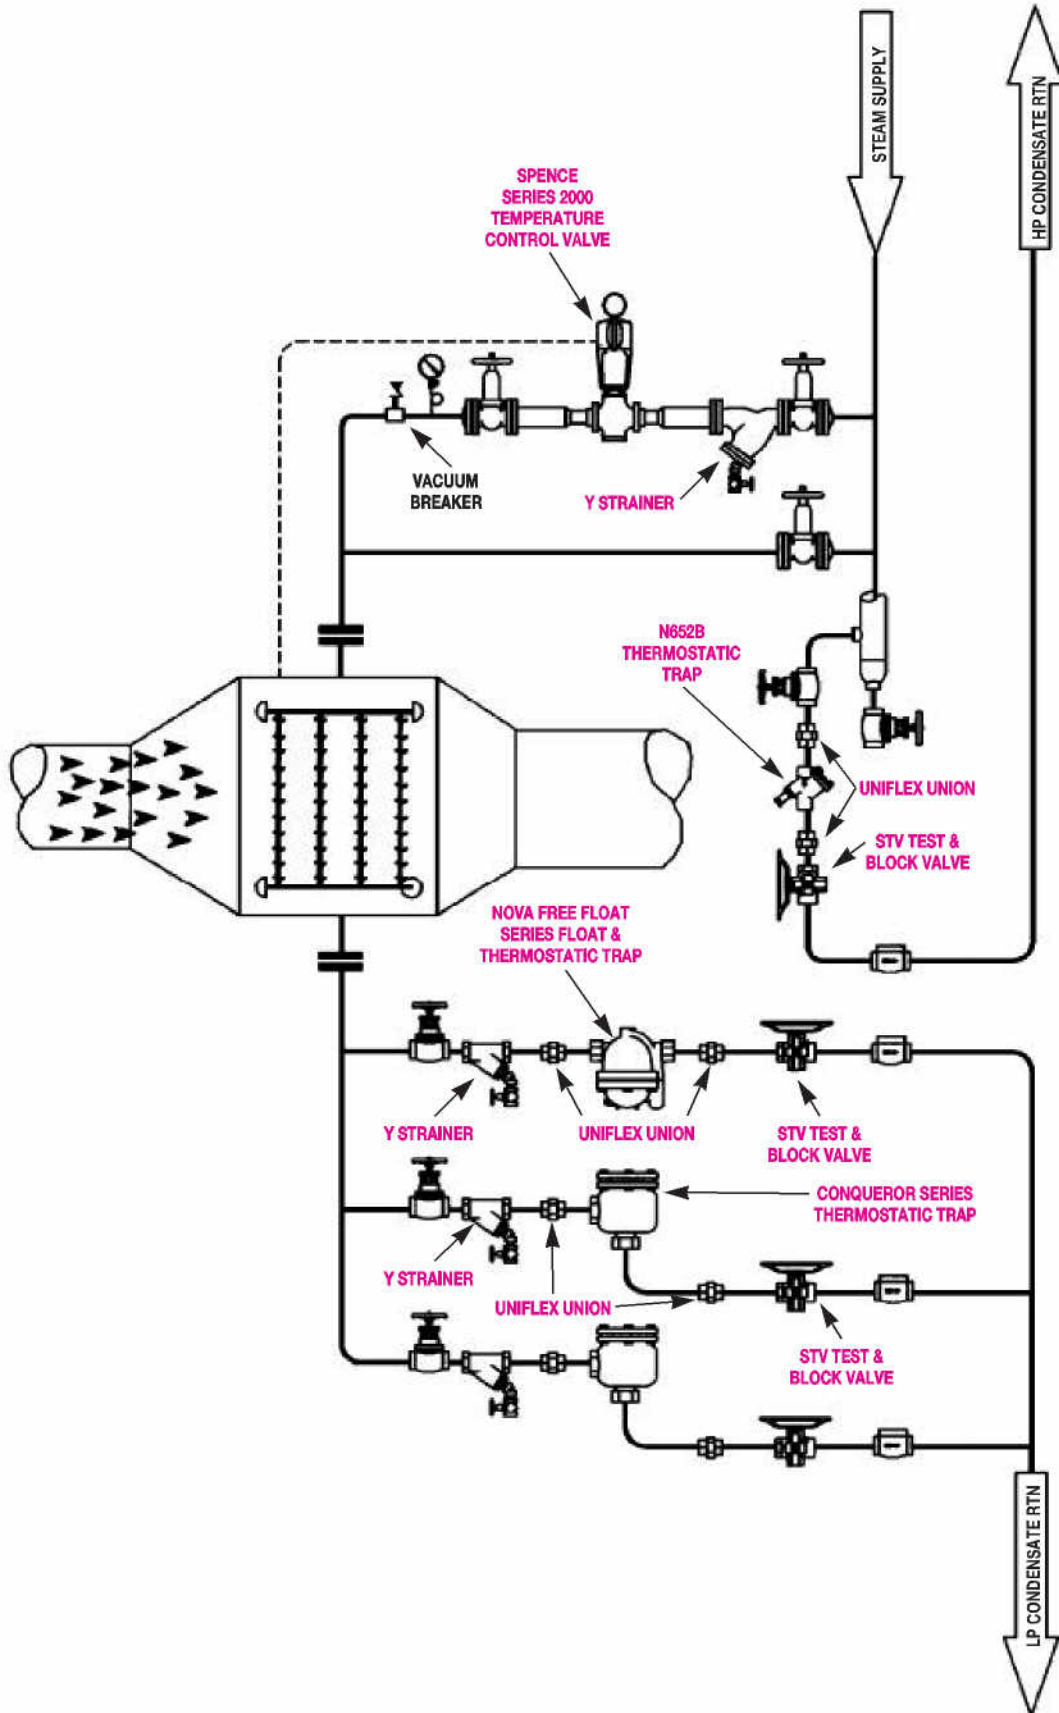 STEAM SUPPLY
HP CONDENSATE RTN
SPENCE
SERIES 2000
TEMPERATURE
CONTROL VALVE
VACUUM
BREAKER
Y STRAINER
N652B
THERMOSTATIC
TRAP
UNIFLEX UNION
STV TEST &
BLOCK VALVE
NOVA FREE FLOAT
SERIES FLOAT &
THERMOSTATIC TRAP
Y STRAINER
UNIFLEX UNION
STV TEST &
BLOCK VALVE
CONQUEROR SERIES
THERMOSTATIC TRAP
Y STRAINER
UNIFLEX UNION
STV TEST &
BLOCK VALVE
LP CONDENSATE RTN